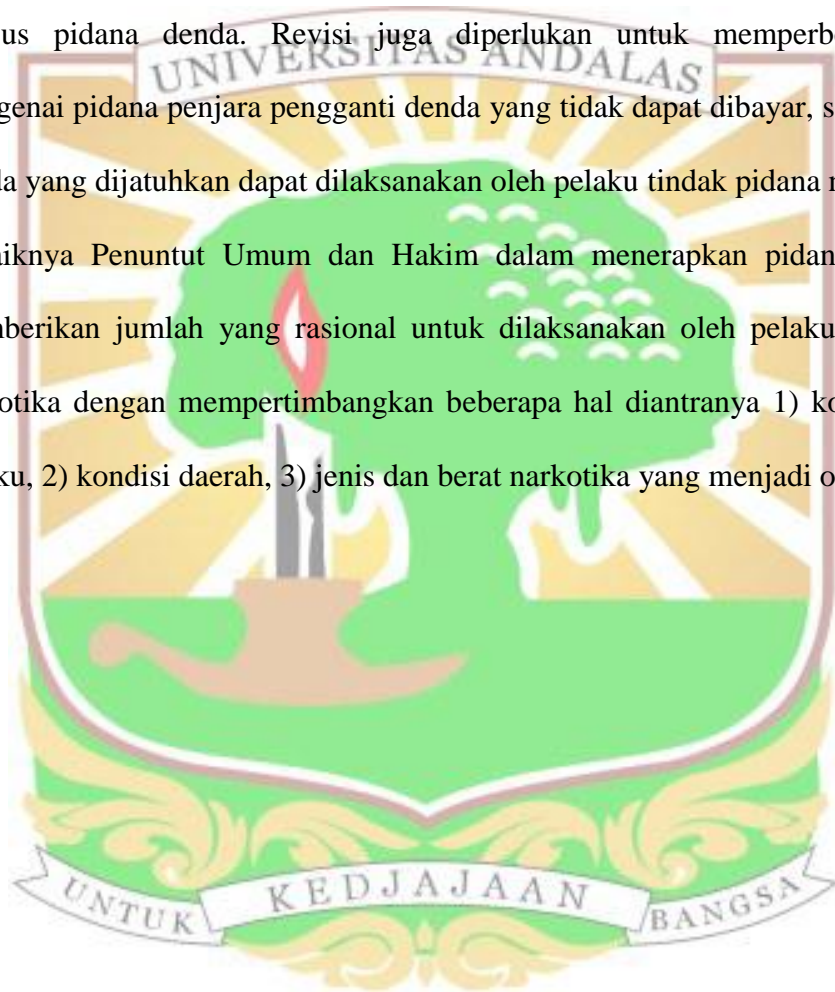 us pidana denda. Revisi juga diperlukan untuk memperb
UNIVERSITAS ANDALAS
genai pidana penjara pengganti denda yang tidak dapat dibayar, s
la yang dijatuhkan dapat dilaksanakan oleh pelaku tindak pidana
aiknya Penuntut Umum dan Hakim dalam menerapkan pidan
berikan jumlah yang rasional untuk dilaksanakan oleh pelaku
otika dengan mempertimbangkan beberapa hal diantranya 1) ko
ku, 2) kondisi daerah, 3) jenis dan berat narkotika yang menjadi o
UNTUK KEDJAJAAN BANGSA